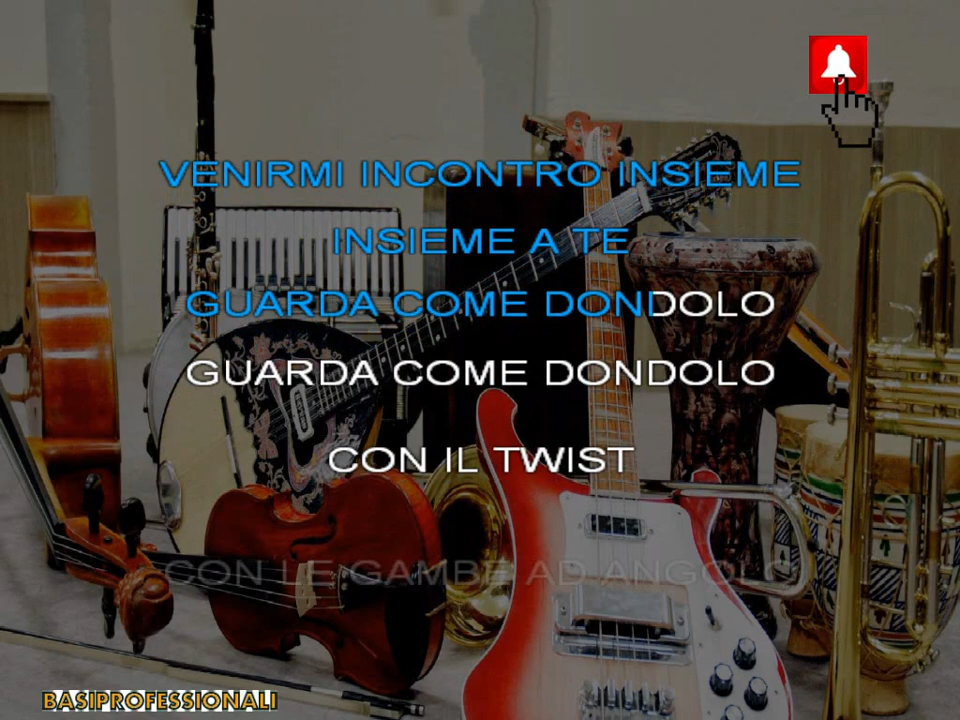 VENIRMI INCONTRO INSIEME
INSIEME A TE
GUARDA COME DONDOLO
GUARDA COME DONDOLO
CON IL TWIST
CON LE GAMBE AD ANGOLO
BASIPROFESSIONALI